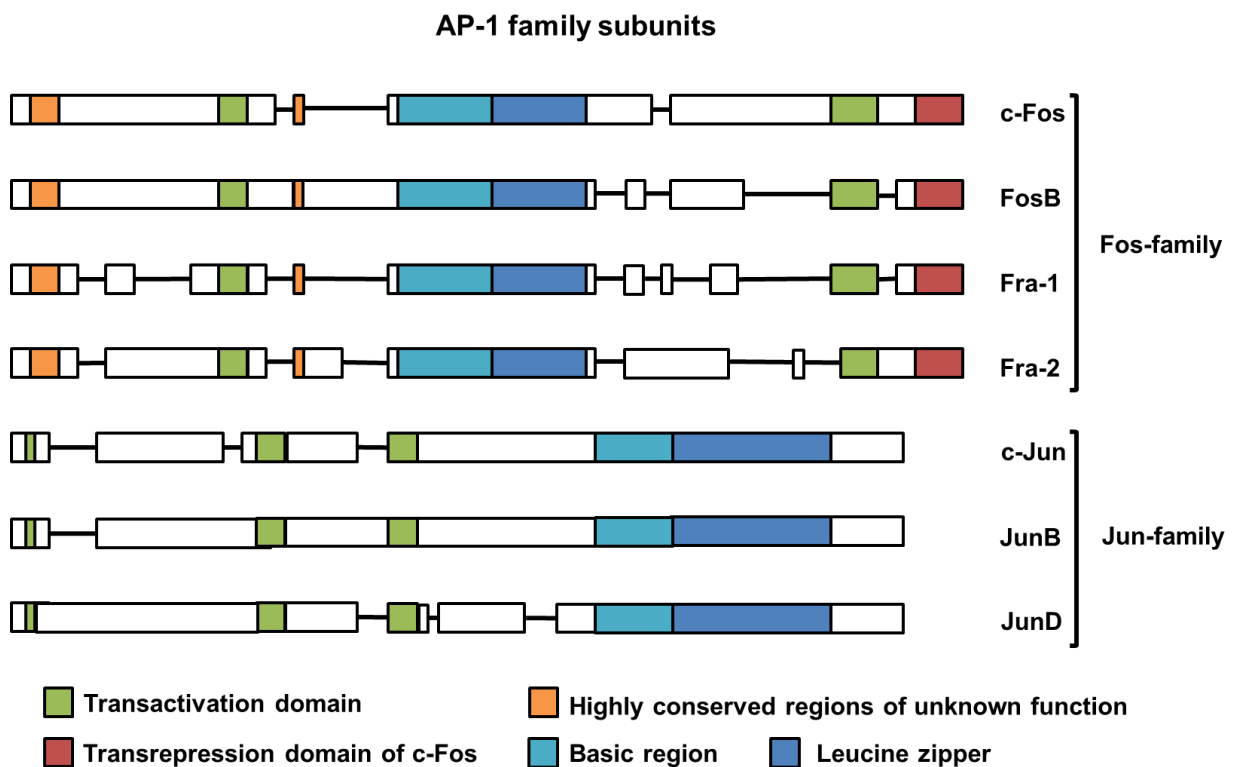 AP-1 family subunits
c-Fos
FosB
Fra-1
Fra-2
Fos-family
c-Jun
JunB
JunD
Jun-family
Transactivation domain
Highly conserved regions of unknown function
Transrepression domain of c-Fos
Basic region
Leucine zipper